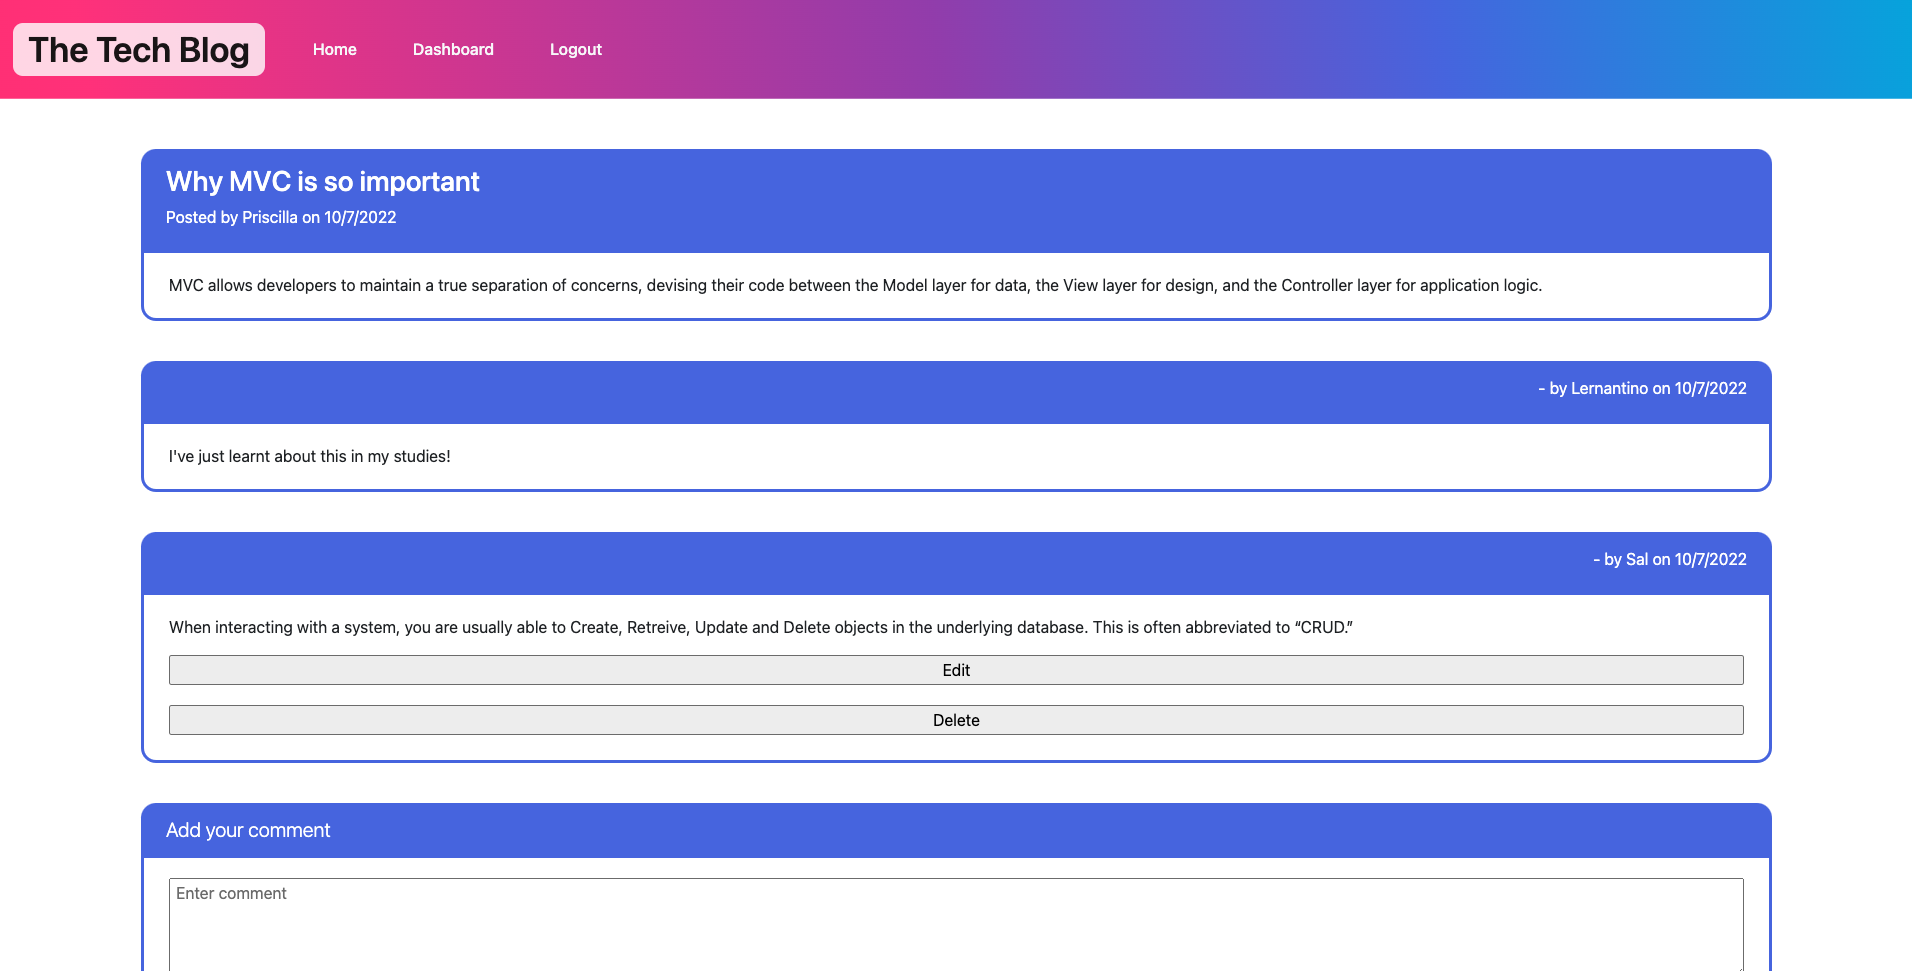 The Tech Blog
Home
Dashboard
Logout
Why MVC is so important
Posted by Priscilla on 10/7/2022
MVC allows developers to maintain a true separation of concerns, devising their code between the Model layer for data, the View layer for design, and the Controller layer for application logic.
- by Lernantino on 10/7/2022
I've just learnt about this in my studies!
- by Sal on 10/7/2022
When interacting with a system, you are usually able to Create, Retreive, Update and Delete objects in the underlying database. This is often abbreviated to “CRUD.”
Edit
Delete
Add your comment
Enter comment